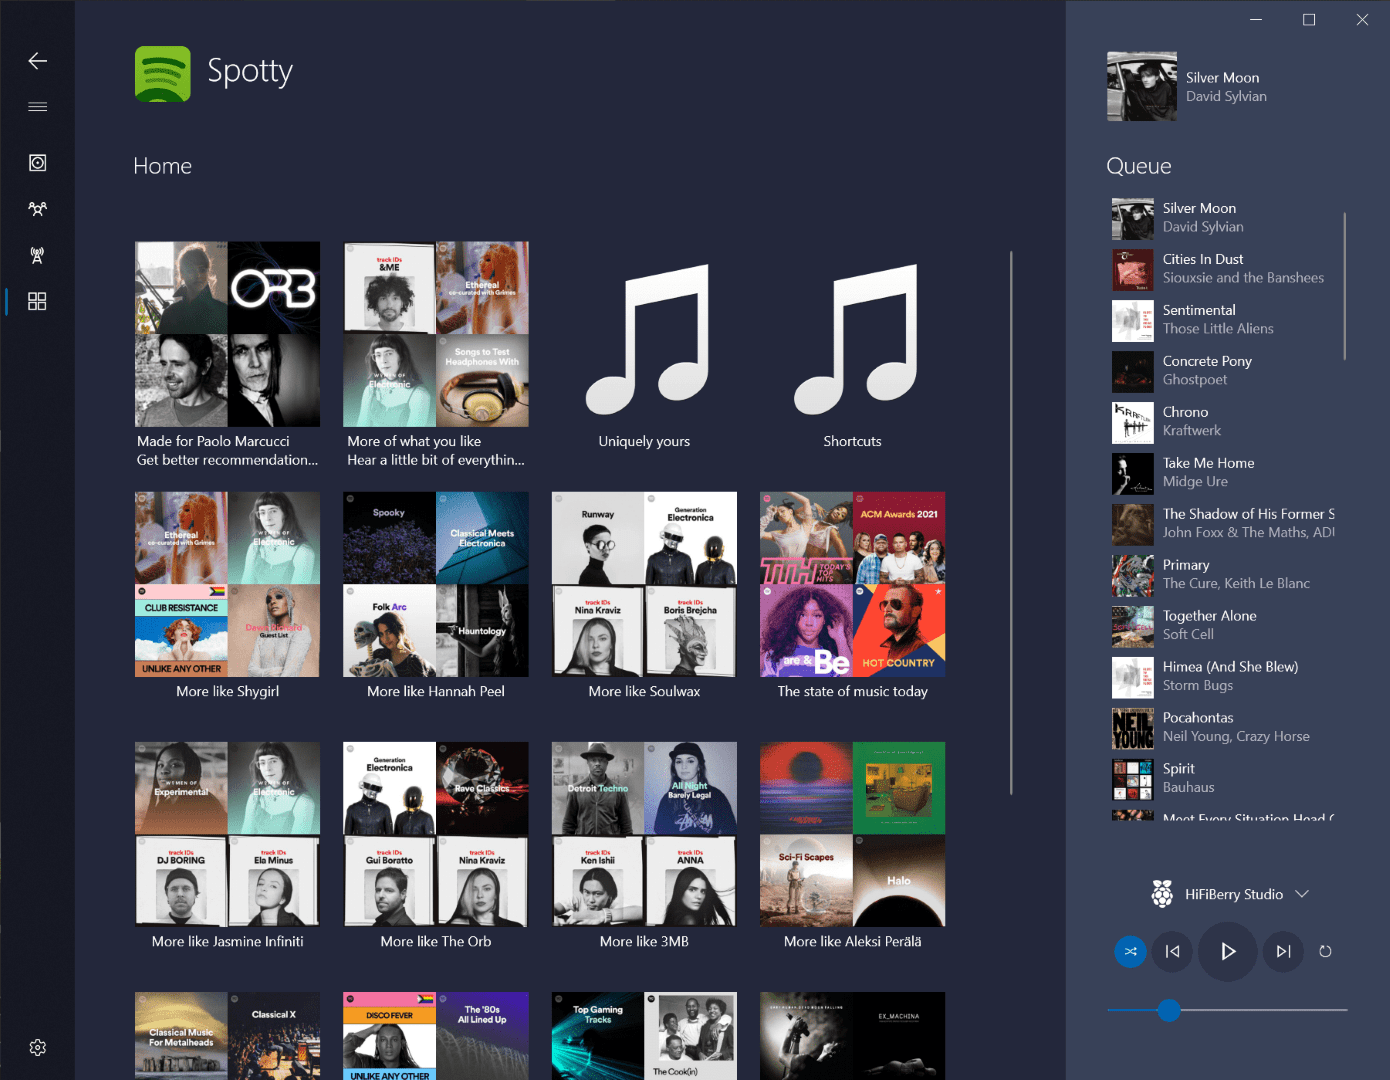 Spotty
Home
ORB
track IDs
&ME
Ethereal
co-curated with Grimes
WYMEN OF
Electronic
Songs to Test
Headphones With
Made for Paolo Marcucci
Get better recommendation...
More of what you like
Hear a little bit of everythin...
Uniquely yours
Shortcuts
Ethereal
co-curated with Grimes
WYMEN OF
Electronic
CLUB RESISTANCE
UNLIKE ANY OTHER
Guest List
More like Shygirl
Spooky
Classical Meets
Electronica
Folk Arc
Hauntology
More like Hannah Peel
Runway
Generation
Electronica
track IDs
Nina Kraviz
track IDs
Boris Brejcha
More like Soulwax
TTH TODAY'S
TOP
HITS
ACM Awards 2021
are & Be
HOT COUNTRY
The state of music today
WYMEN OF
Experimental
WYMEN OF
Electronic
track IDs
DJ BORING
track IDs
Ela Minus
More like Jasmine Infiniti
Generation
Electronica
Rave Classics
track IDs
Gui Boratto
track IDs
Nina Kraviz
More like The Orb
Detroit Techno
All Night
Barely Legal
track IDs
Ken Ishii
track IDs
ANNA
More like 3MB
Sci-Fi Scapes
Halo
More like Aleksi Perälä
Classical Music
For Metalheads
Classical X
DISCO FEVER
UNLIKE ANY OTHER
The '80s
All Lined Up
Top Gaming
Tracks
The Cook(in)
EX_MACHINA
Silver Moon
David Sylvian
Queue
Silver Moon
David Sylvian
Cities In Dust
Siouxsie and the Banshees
Sentimental
Those Little Aliens
Concrete Pony
Ghostpoet
KRAFTWERK
Chrono
Kraftwerk
Take Me Home
Midge Ure
The Shadow of His Former S
John Foxx & The Maths, ADU
Primary
The Cure, Keith Le Blanc
Together Alone
Soft Cell
Himea (And She Blew)
Storm Bugs
NEIL
YOUNG
Pocahontas
Neil Young, Crazy Horse
Spirit
Bauhaus
Meet Every Situation Head O
HiFiBerry Studio